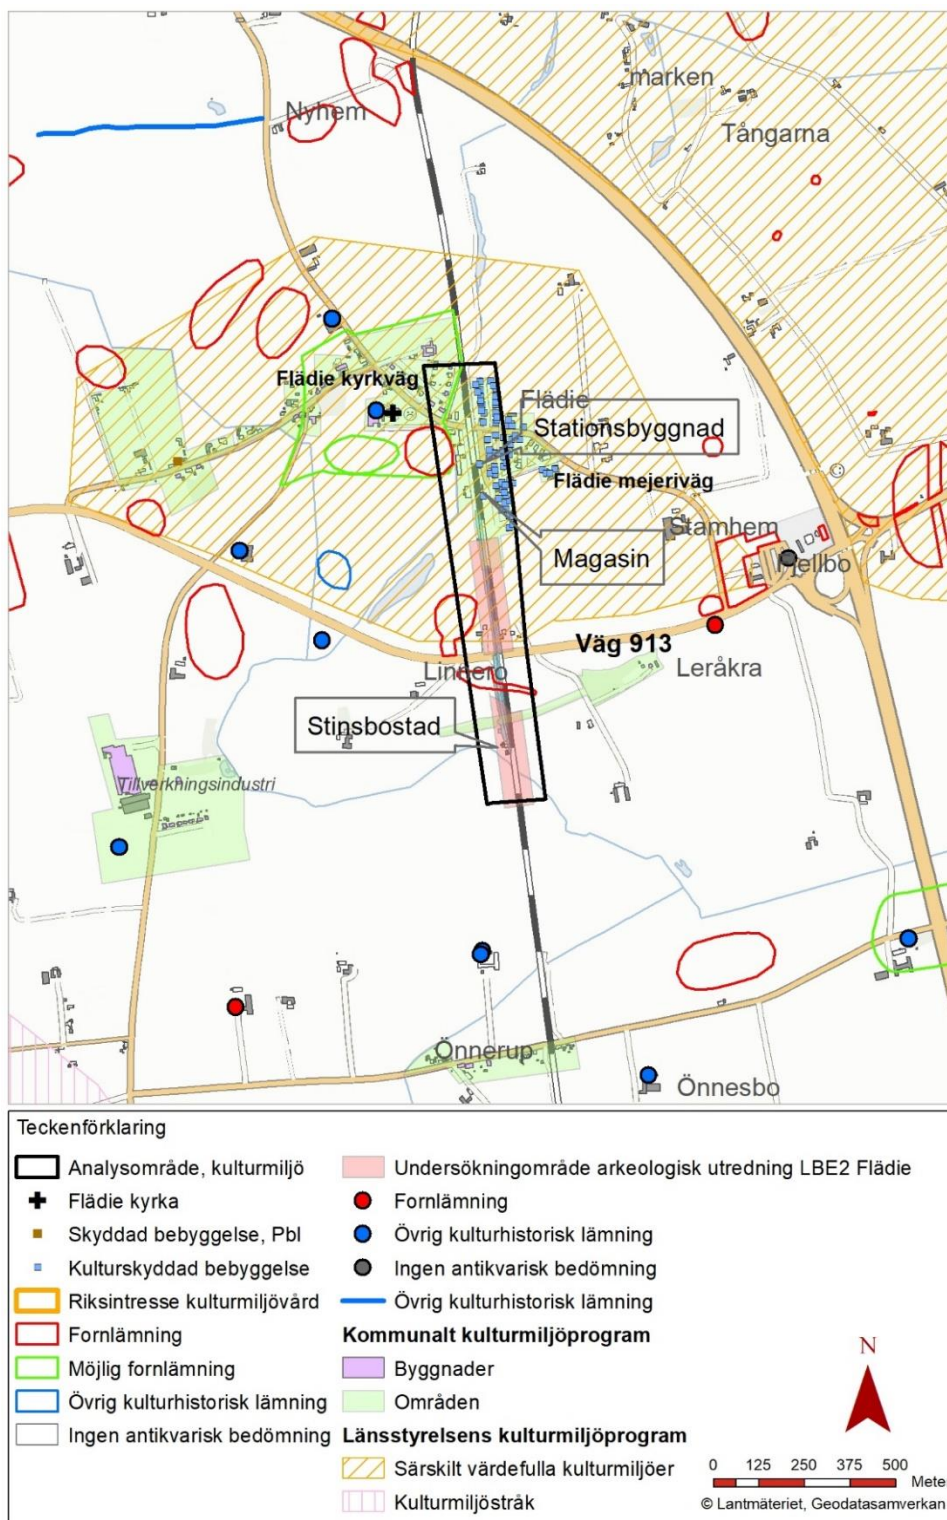 Nyhem
marken
Tångarna
Flädie kyrkväg
Flädie
Stationsbyggnad
Flädie mejeriväg
Stamhem
Magasin
Fjellbo
Väg 913
Linnero
Leråkra
Stinsbostad
Tillverkningsindustri
Önnerup
Önnesbo
Teckenförklaring
Analysområde, kulturmiljö
Flädie kyrka
Skyddad bebyggelse, Pbl
Kulturskyddad bebyggelse
Riksintresse kulturmiljövård
Fornlämning
Möjlig fornlämning
Övrig kulturhistorisk lämning
Ingen antikvarisk bedömning
Undersökningområde arkeologisk utredning LBE2 Flädie
Fornlämning
Övrig kulturhistorisk lämning
Ingen antikvarisk bedömning
Övrig kulturhistorisk lämning
Kommunalt kulturmiljöprogram
Byggnader
Områden
Länsstyrelsens kulturmiljöprogram
Särskilt värdefulla kulturmiljöer
Kulturmiljöstråk
N
0 125 250 375 500
Meter
© Lantmäteriet, Geodatasamverkan